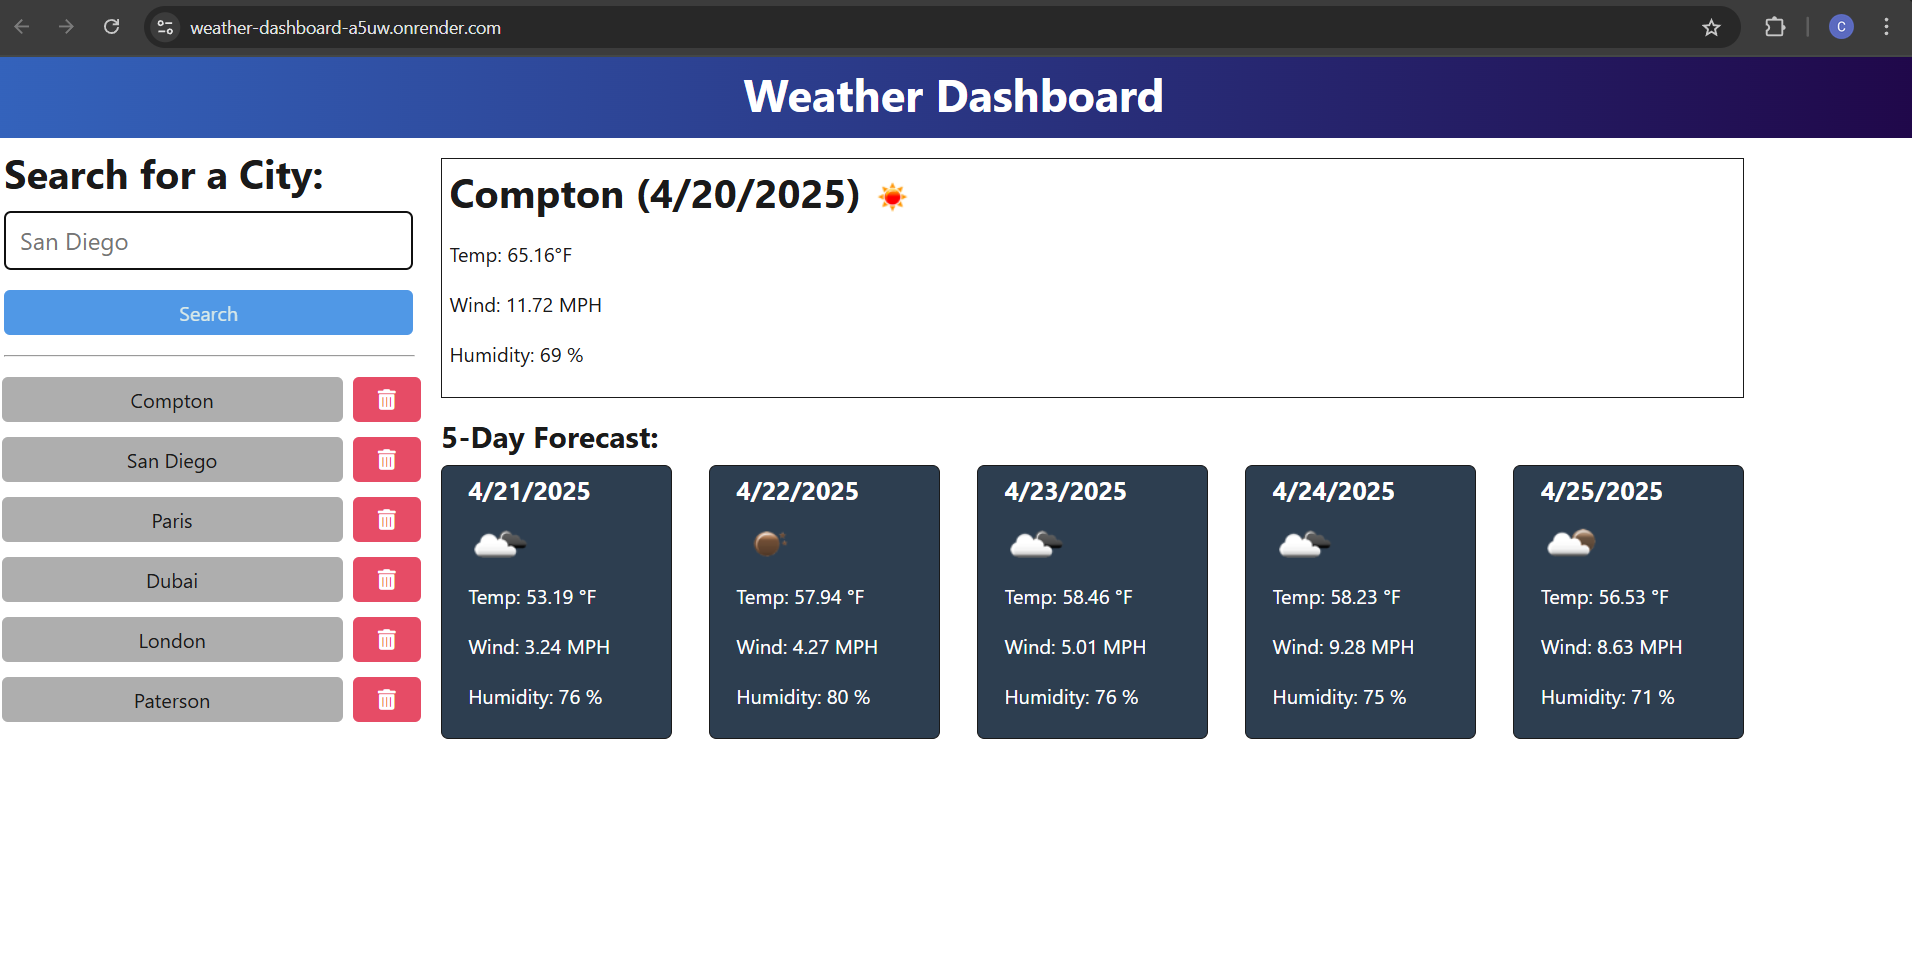 weather-dashboard-a5uw.onrender.com
C
Weather Dashboard
Search for a City:
San Diego
Search
Compton
San Diego
Paris
Dubai
London
Paterson
Compton (4/20/2025)
Temp: 65.16°F
Wind: 11.72 MPH
Humidity: 69 %
5-Day Forecast:
4/21/2025
Temp: 53.19 °F
Wind: 3.24 MPH
Humidity: 76 %
4/22/2025
Temp: 57.94 °F
Wind: 4.27 MPH
Humidity: 80 %
4/23/2025
Temp: 58.46 °F
Wind: 5.01 MPH
Humidity: 76 %
4/24/2025
Temp: 58.23 °F
Wind: 9.28 MPH
Humidity: 75 %
4/25/2025
Temp: 56.53 °F
Wind: 8.63 MPH
Humidity: 71 %